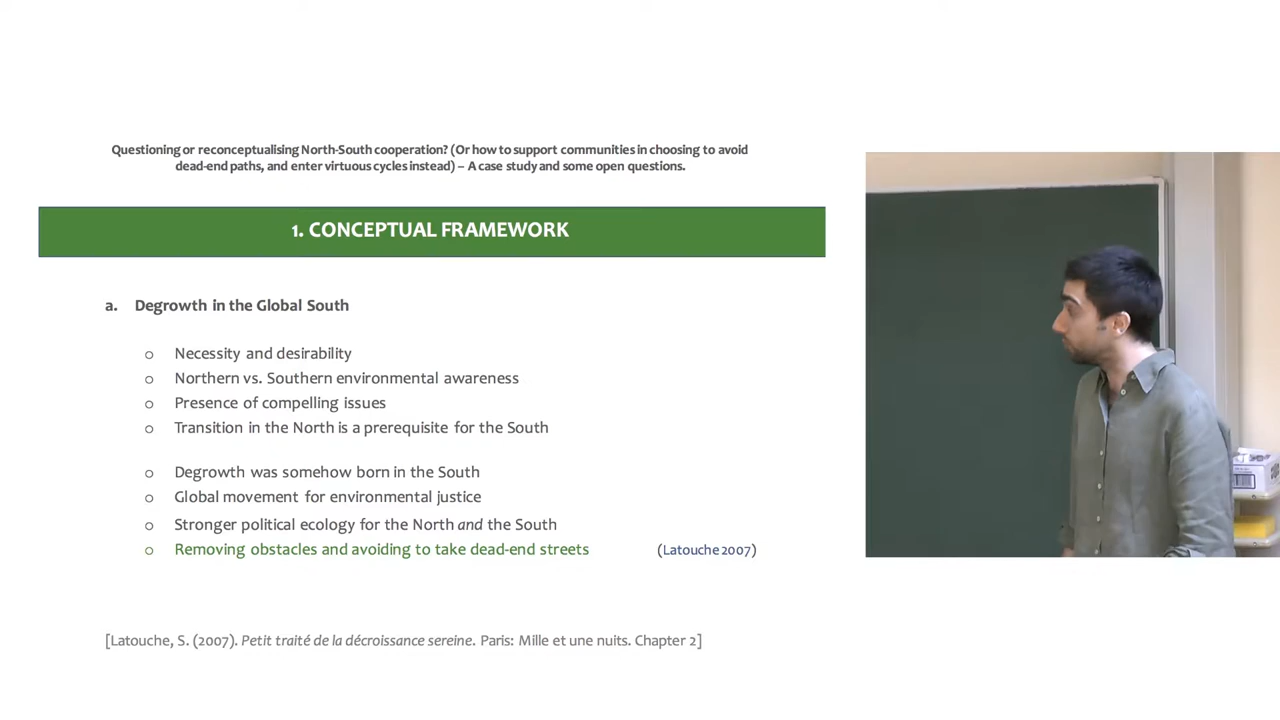 Questioning or reconceptualising North-South cooperation? (Or how to support communities in choosing to avoid
dead-end paths, and enter virtuous cycles instead) – A case study and some open questions.
1. CONCEPTUAL FRAMEWORK
a. Degrowth in the Global South
o Necessity and desirability
o Northern vs. Southern environmental awareness
o Presence of compelling issues
o Transition in the North is a prerequisite for the South
o Degrowth was somehow born in the South
o Global movement for environmental justice
o Stronger political ecology for the North and the South
o Removing obstacles and avoiding to take dead-end streets (Latouche 2007)
[Latouche, S. (2007). Petit traité de la décroissance sereine. Paris: Mille et une nuits. Chapter 2]